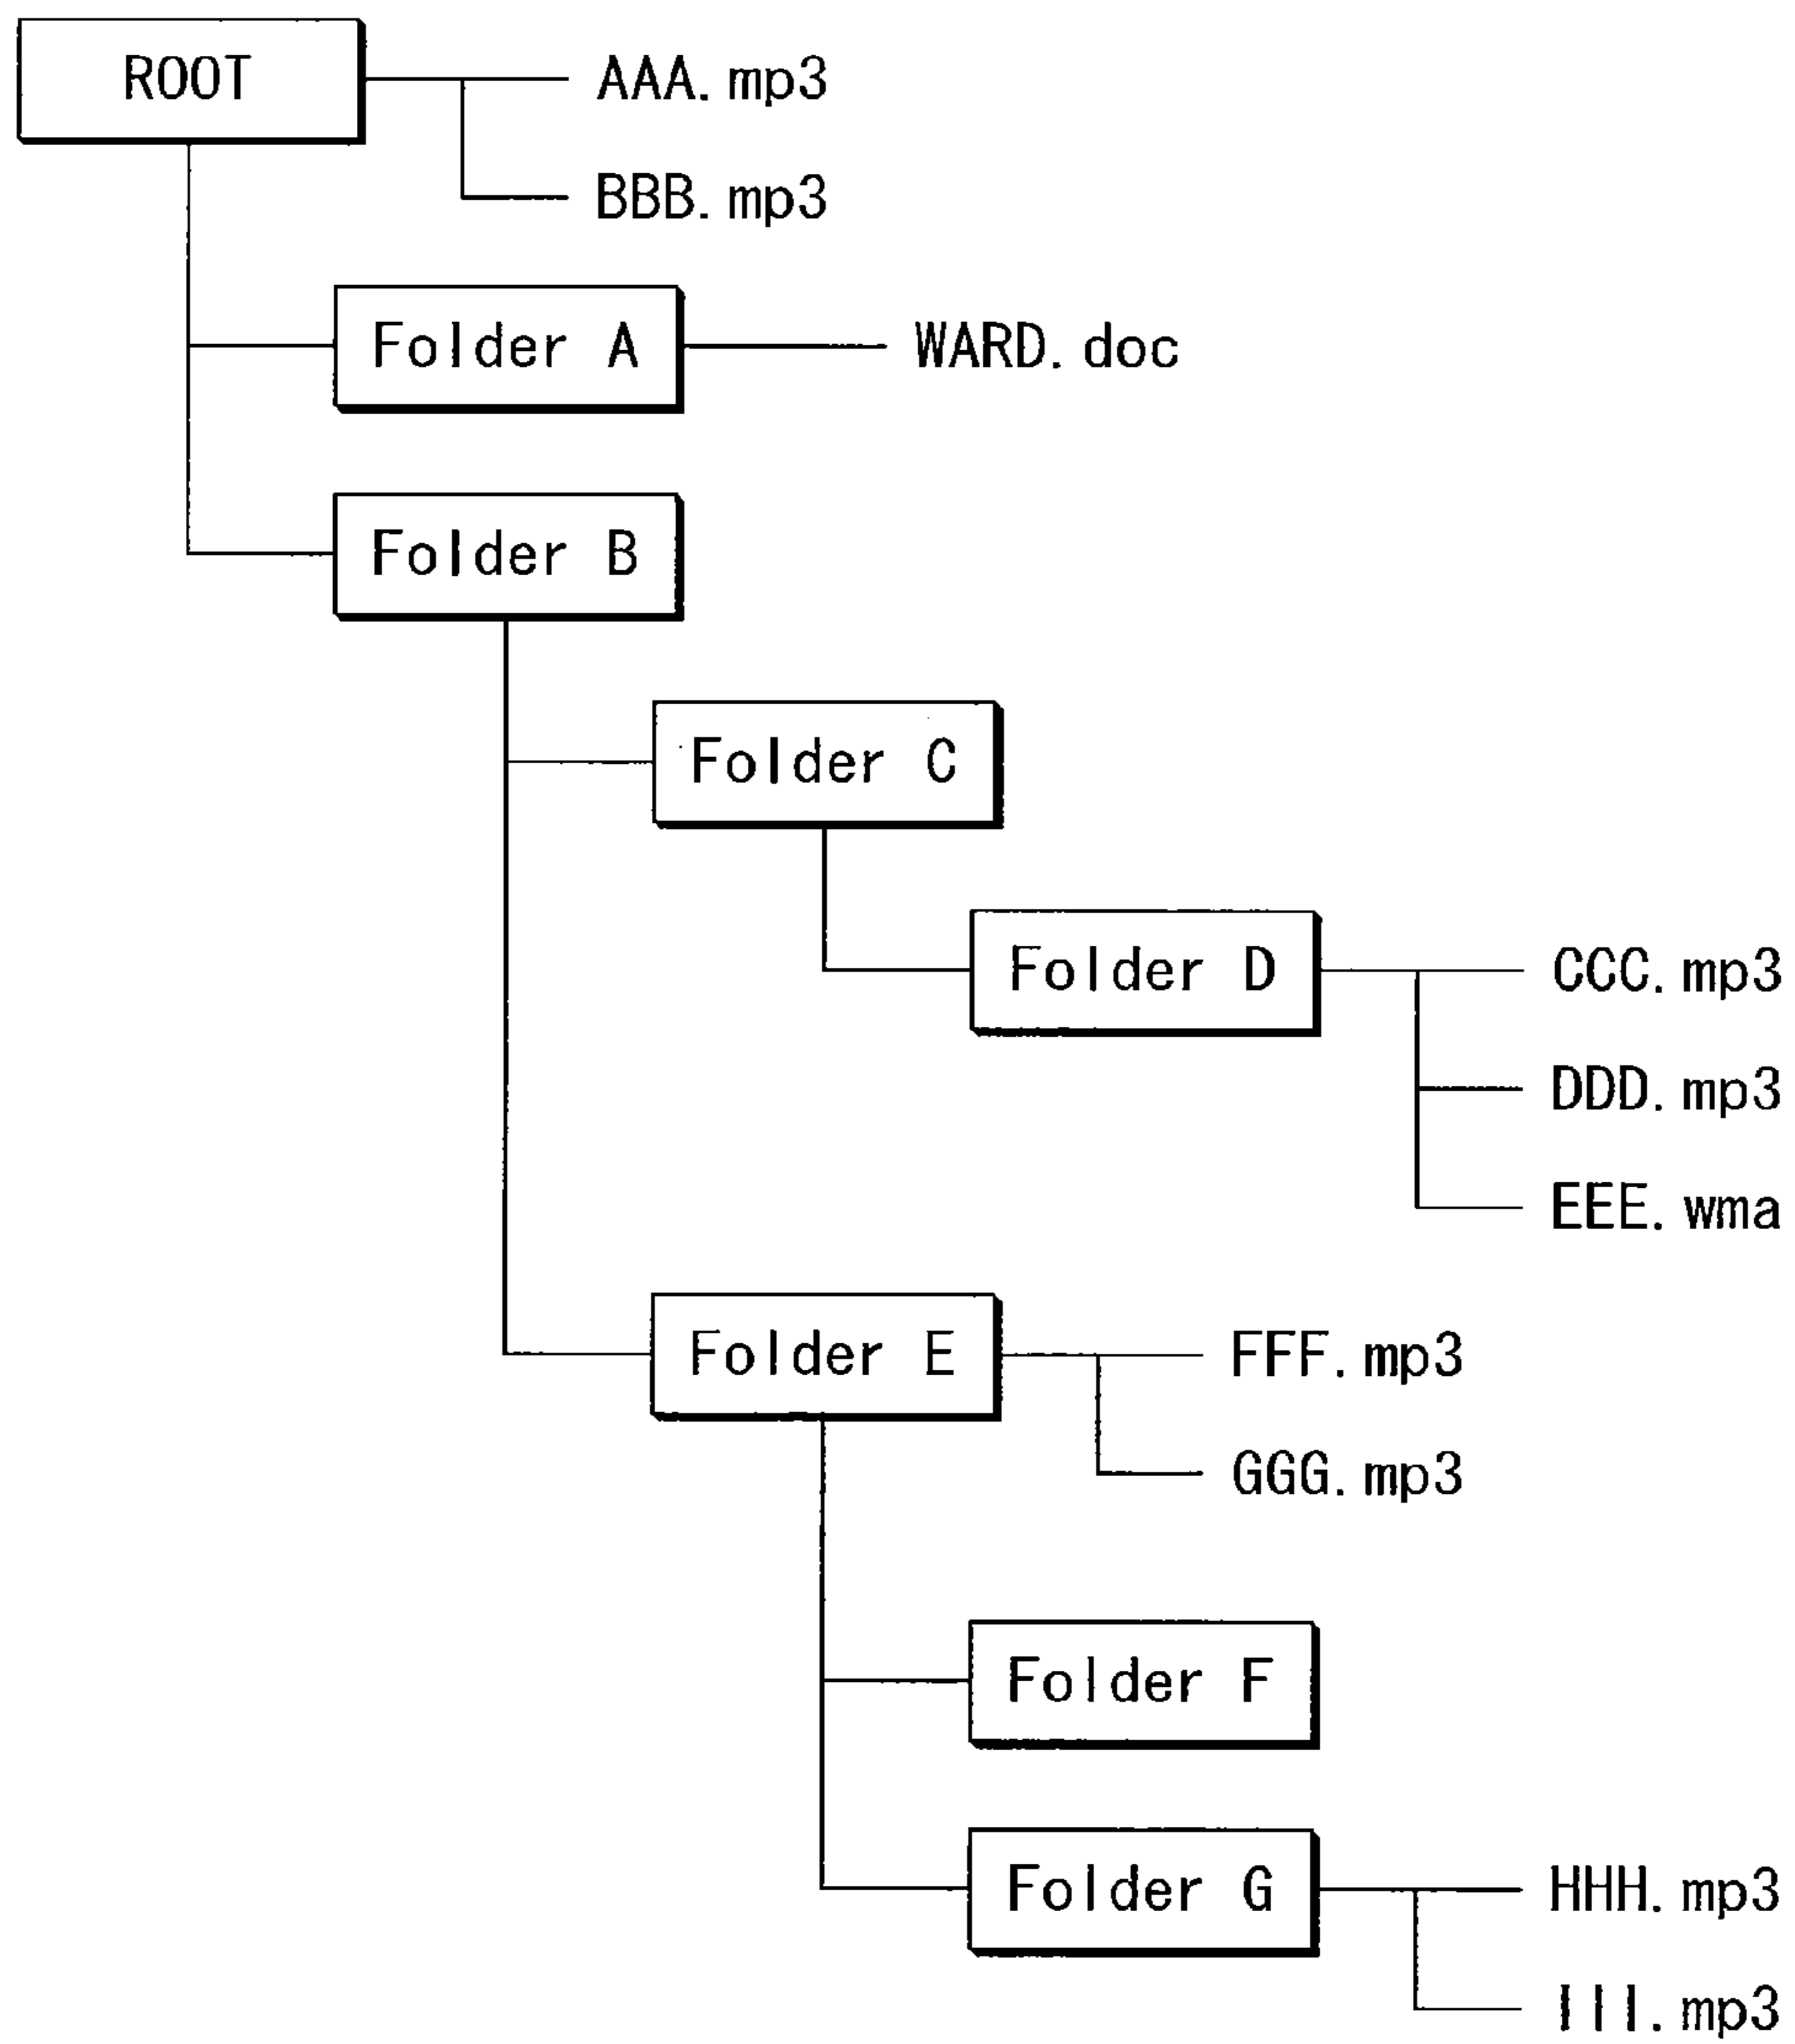 ROOT
AAA.mp3
BBB.mp3
Folder A
WARD.doc
Folder B
Folder C
Folder D
CCC.mp3
DDD.mp3
EEE.wma
Folder E
FFF.mp3
GGG.mp3
Folder F
Folder G
HHH.mp3
III.mp3